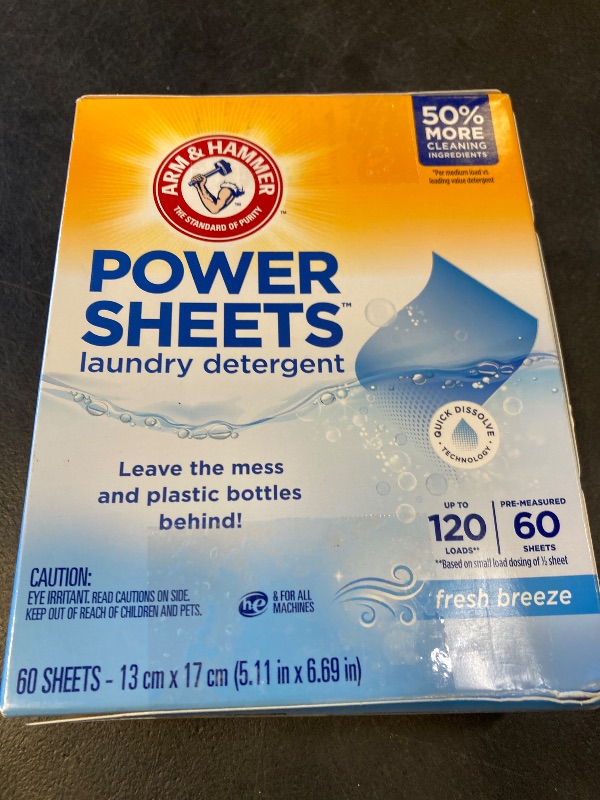 50%
MORE
CLEANING
INGREDIENTS*
*Per medium load vs
leading value detergent
ARM & HAMMER
™
THE STANDARD OF PURITY
™
POWER
SHEETS™
laundry detergent
QUICK DISSOLVE
• TECHNOLOGY •
Leave the mess
and plastic bottles
behind!
UP TO
120
LOADS**
PRE-MEASURED
60
SHEETS
**Based on small load dosing of ½ sheet
CAUTION:
EYE IRRITANT. READ CAUTIONS ON SIDE.
KEEP OUT OF REACH OF CHILDREN AND PETS.
he & FOR ALL
MACHINES
fresh breeze
60 SHEETS - 13 cm x 17 cm (5.11 in x 6.69 in)